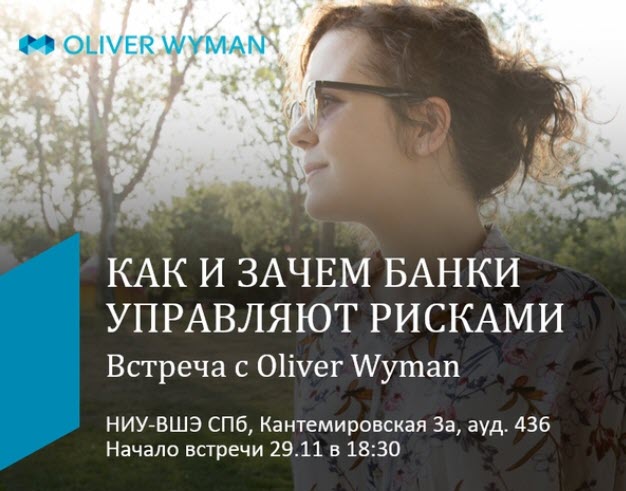 OLIVER WYMAN
КАК И ЗАЧЕМ БАНКИ
УПРАВЛЯЮТ РИСКАМИ
Встреча с Oliver Wyman
НИУ-ВШЭ СПб, Кантемировская 3а, ауд. 436
Начало встречи 29.11 в 18:30